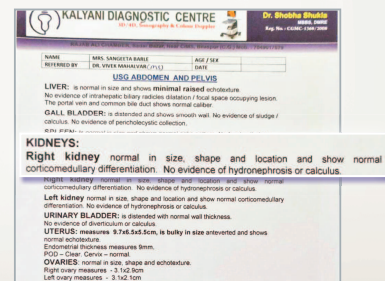 KALYANI DIAGNOSTIC CENTRE
3D/4D, Sonography & Colour Doppler
Dr. Shobha Shukla
MBBS, DMRE
Reg. No - CGMC-1369/2009
NAME MRS. SANGEETA BARLE AGE / SEX
REFERRED BY DR. VIVEK MAHALVAR DATE
USG ABDOMEN AND PELVIS
LIVER: is normal in size and shows minimal raised echotexture.
No evidence of intrahepatic biliary radicles dilatation / focal space occupying lesion.
The portal vein and common bile duct shows normal caliber.
GALL BLADDER: is distended and shows smooth wall. No evidence of sludge /
calculus. No evidence of pericholecystic collection.
KIDNEYS:
Right kidney normal in size, shape and location and show normal
corticomedullary differentiation. No evidence of hydronephrosis or calculus.
Right kidney normal in size, shape and location and show normal
corticomedullary differentiation. No evidence of hydronephrosis or calculus.
Left kidney normal in size, shape and location and show normal corticomedullary
differentiation. No evidence of hydronephrosis or calculus.
URINARY BLADDER: is distended with normal wall thickness.
No evidence of diverticulum or calculus.
UTERUS: measures 9.7x6.5x5.5cm, is bulky in size anteverted and shows
normal echotexture.
Endometrial thickness measures 9mm.
POD – Clear. Cervix – normal.
OVARIES: normal in size, shape and echotexture.
Right ovary measures - 3.1x2.9cm
Left ovary measures - 3.1x2.1cm